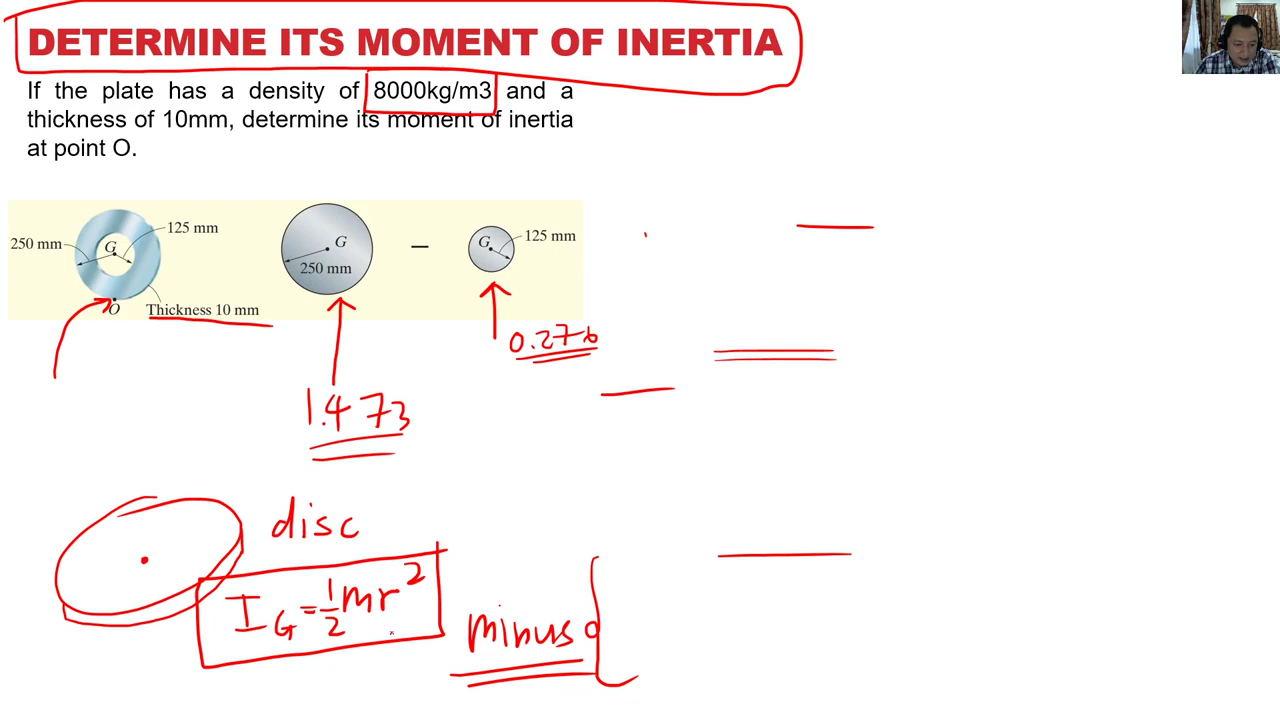 DETERMINE ITS MOMENT OF INERTIA
If the plate has a density of 8000kg/m3 and a
thickness of 10mm, determine its moment of inertia
at point O.
250 mm
G
125 mm
O
Thickness 10 mm
G
250 mm
−
G
125 mm
0.276
1.473
disc
I_G = 1/2 mr²
minus